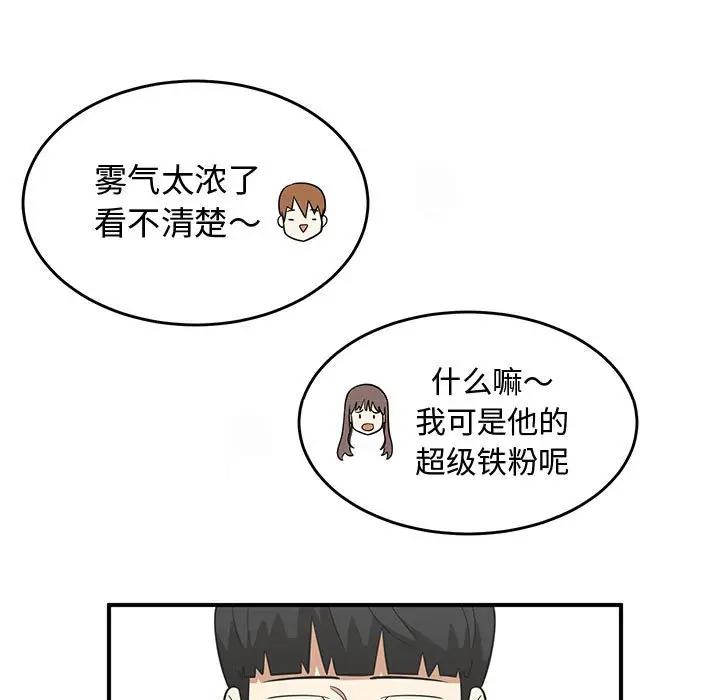 雾气太浓了
看不清楚～
什么嘛～
我可是他的
超级铁粉呢